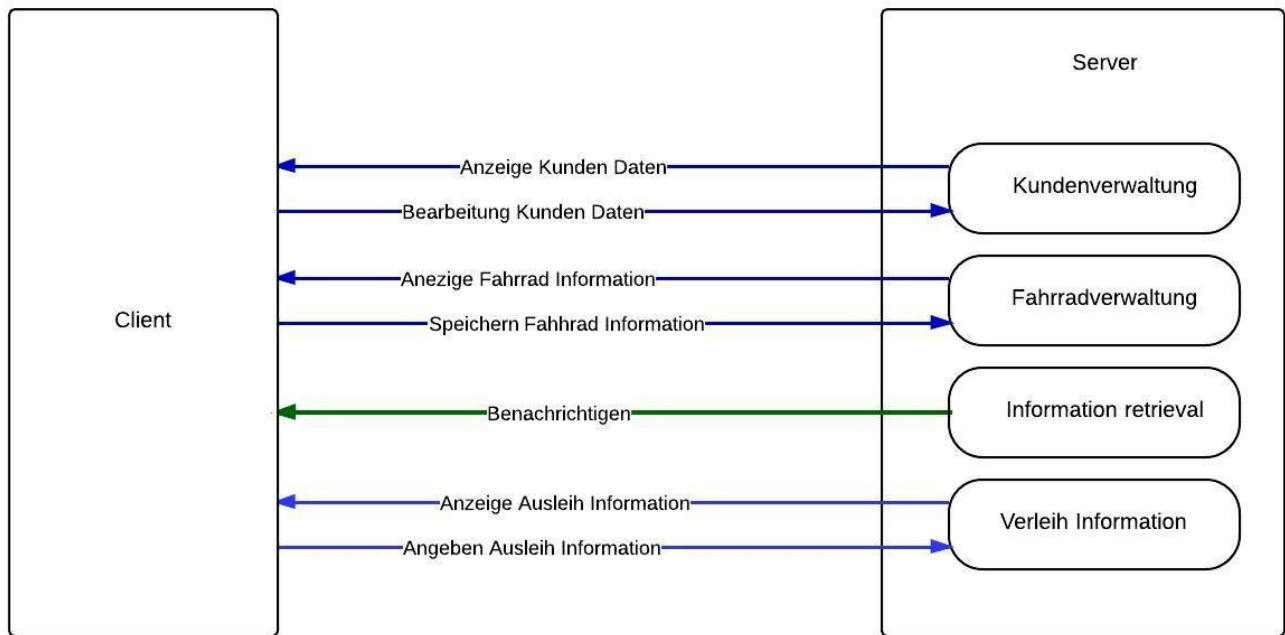 Server
Anzeige Kunden Daten
Kundenverwaltung
Bearbeitung Kunden Daten
Anezige Fahrrad Information
Fahrradverwaltung
Client
Speichern Fahhrad Information
Benachrichtigen
Information retrieval
Anzeige Ausleih Information
Verleih Information
Angeben Ausleih Information